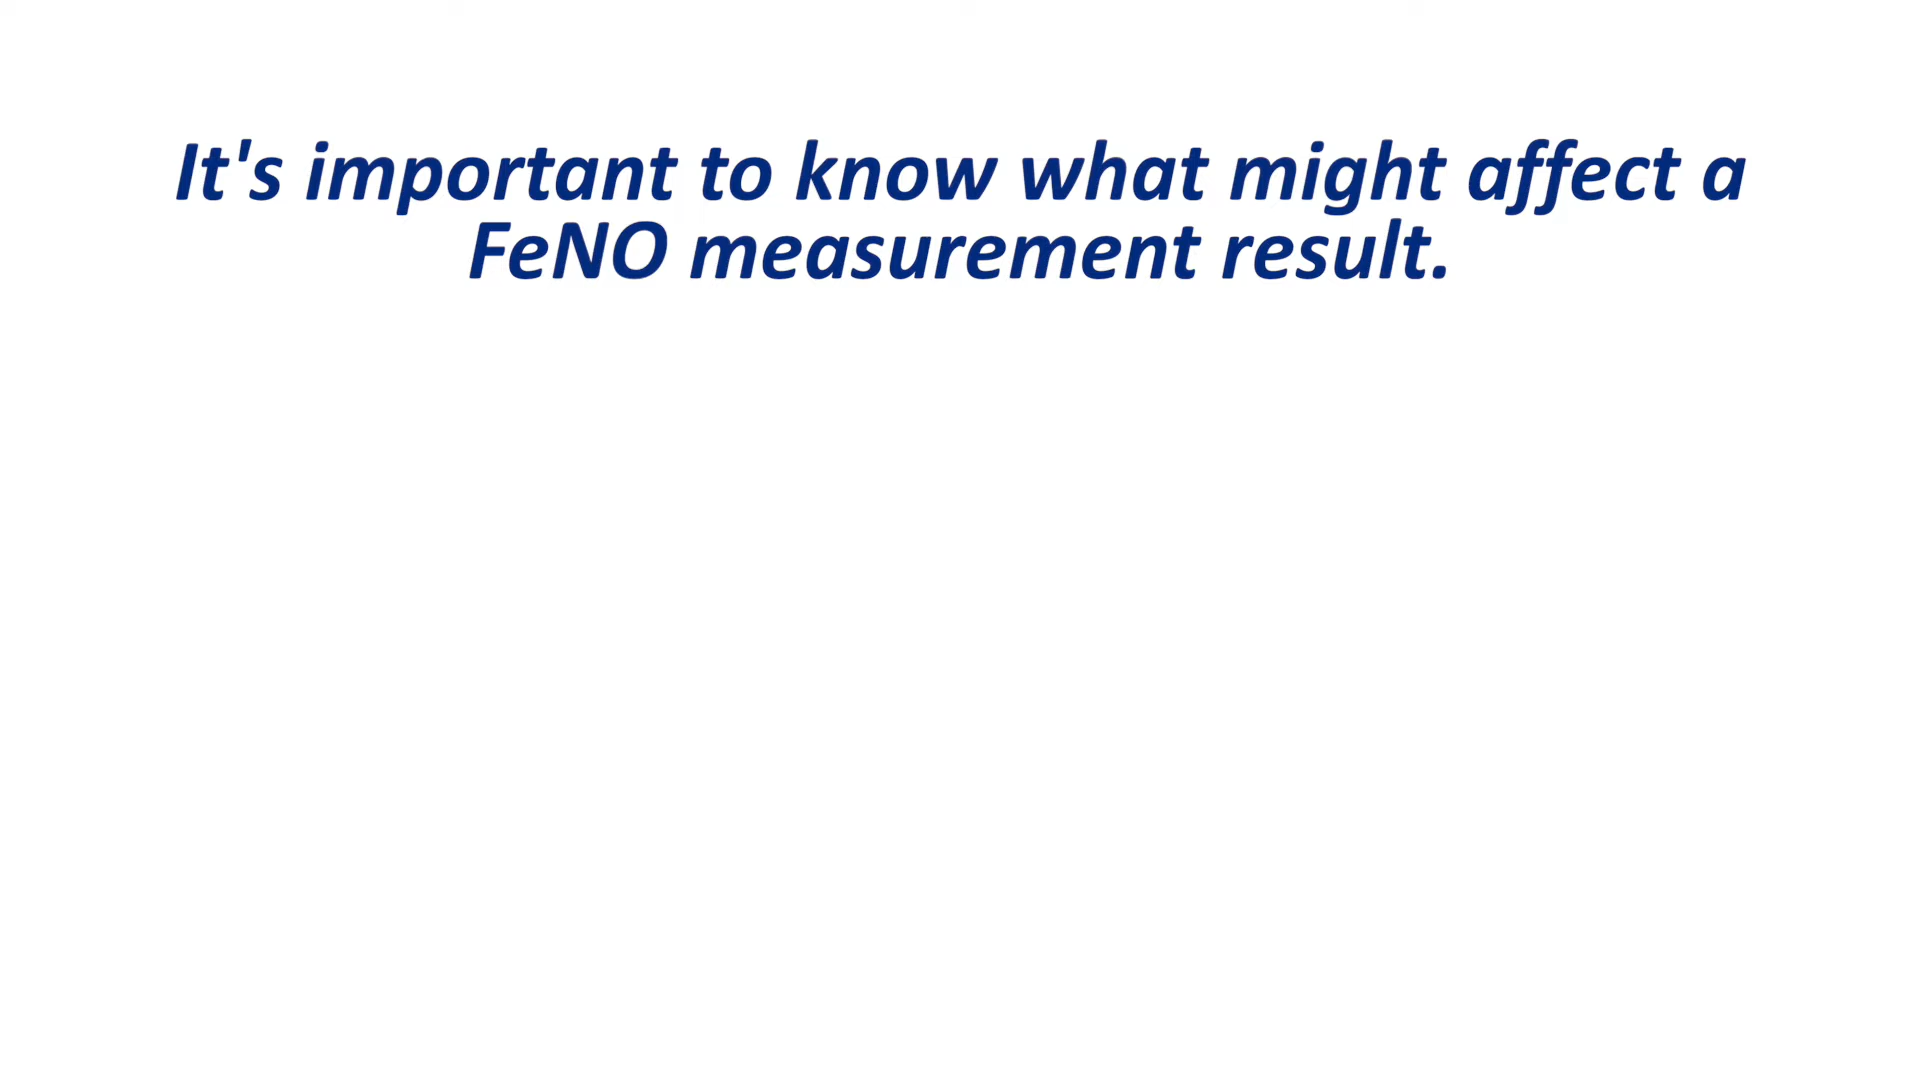 It's important to know what might affect a
FeNO measurement result.